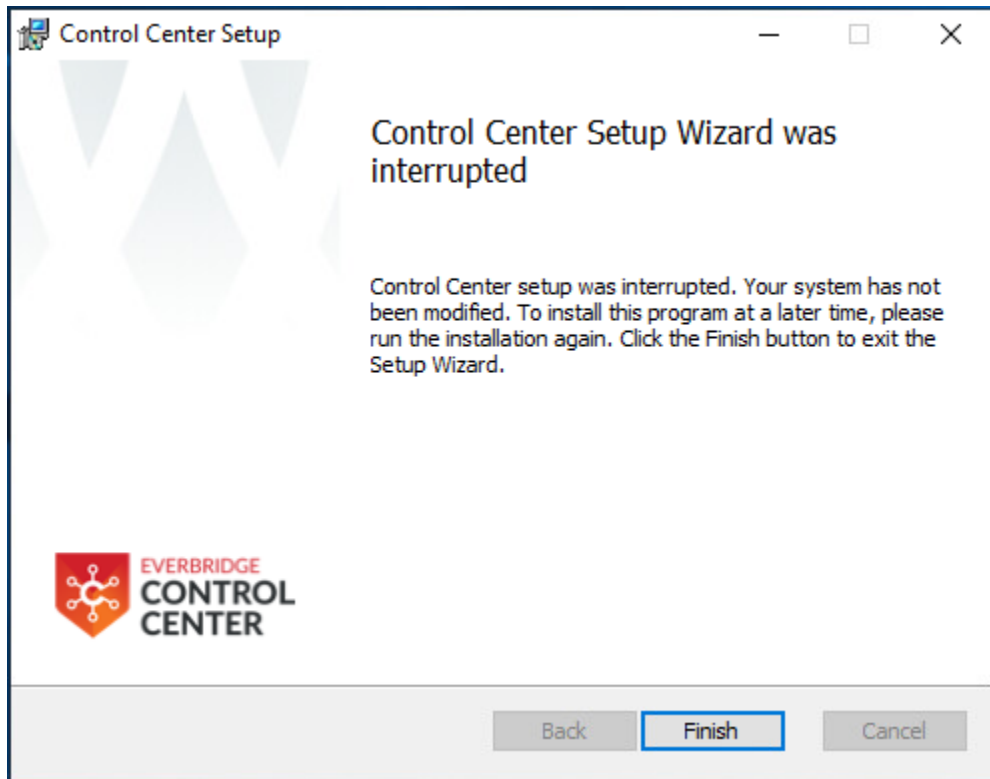 Control Center Setup
Control Center Setup Wizard was
interrupted
Control Center setup was interrupted. Your system has not
been modified. To install this program at a later time, please
run the installation again. Click the Finish button to exit the
Setup Wizard.
EVERBRIDGE
CONTROL
CENTER
Back Finish Cancel